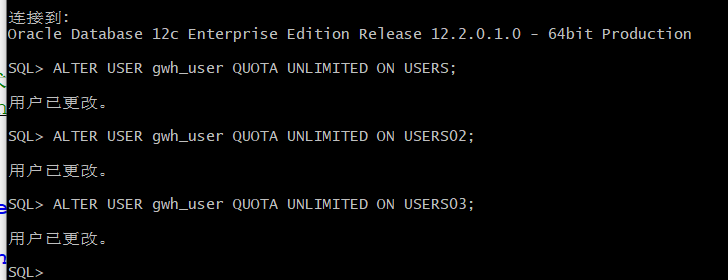 连接到:
Oracle Database 12c Enterprise Edition Release 12.2.0.1.0 - 64bit Production
SQL> ALTER USER gwh_user QUOTA UNLIMITED ON USERS;
用户已更改。
SQL> ALTER USER gwh_user QUOTA UNLIMITED ON USERS02;
用户已更改。
SQL> ALTER USER gwh_user QUOTA UNLIMITED ON USERS03;
用户已更改。
SQL>